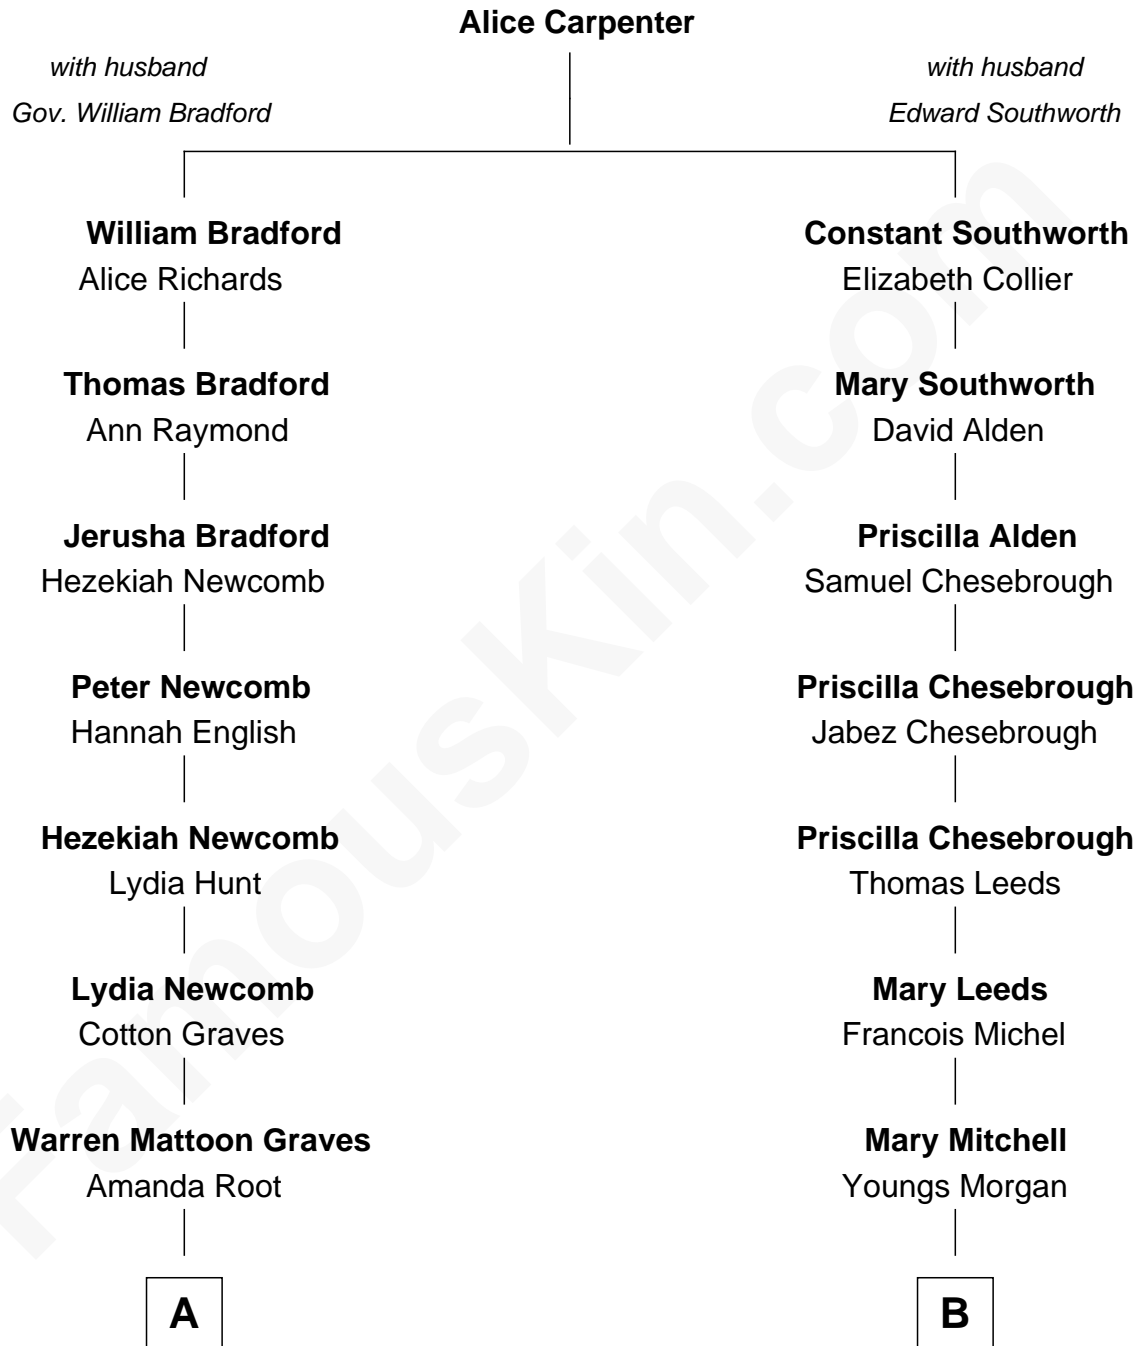 Alice Carpenter
with husband
Gov. William Bradford
with husband
Edward Southworth
William Bradford
Alice Richards
Constant Southworth
Elizabeth Collier
Thomas Bradford
Ann Raymond
Mary Southworth
David Alden
Jerusha Bradford
Hezekiah Newcomb
Priscilla Alden
Samuel Chesebrough
Peter Newcomb
Hannah English
Priscilla Chesebrough
Jabez Chesebrough
Hezekiah Newcomb
Lydia Hunt
Priscilla Chesebrough
Thomas Leeds
Lydia Newcomb
Cotton Graves
Mary Leeds
Francois Michel
Warren Mattoon Graves
Amanda Root
Mary Mitchell
Youngs Morgan
A
B
FamousKin.com